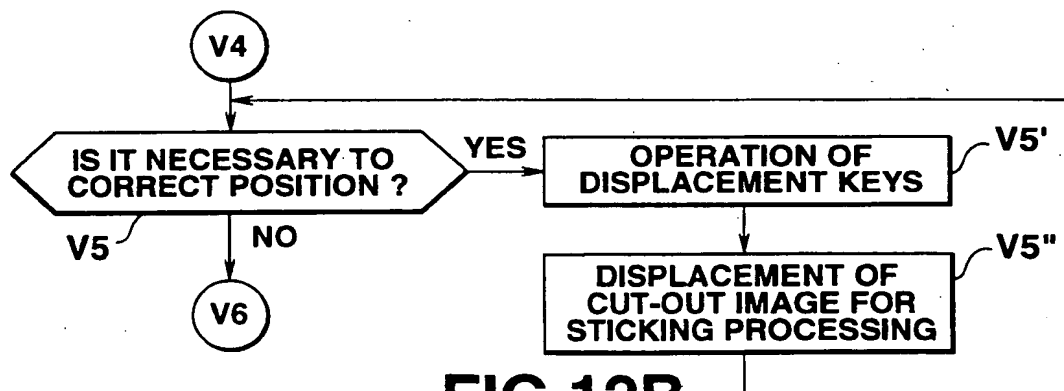 V4
IS IT NECESSARY TO
CORRECT POSITION ?
YES
V5
NO
V6
OPERATION OF
DISPLACEMENT KEYS
V5'
DISPLACEMENT OF
CUT-OUT IMAGE FOR
STICKING PROCESSING
V5"